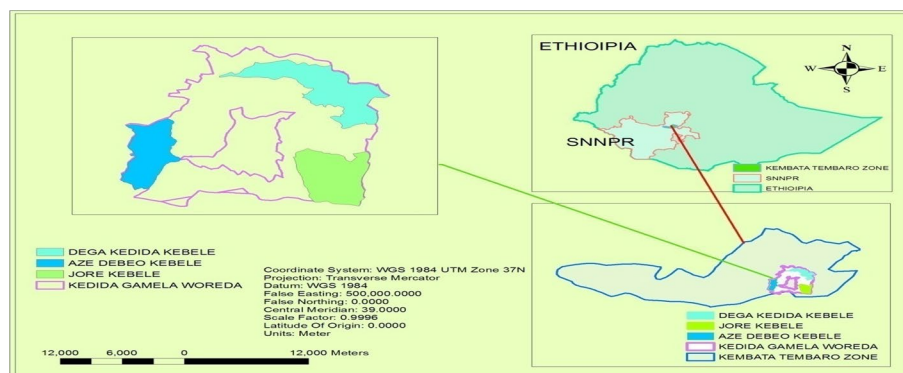 ETHIOIPIA
N
W
E
S
SNNPR
KEMBATA TEMBARO ZONE
SNNPR
ETHIOIPIA
DEGA KEDIDA KEBELE
AZE DEBEO KEBELE
JORE KEBELE
KEDIDA GAMELA WOREDA
Coordinate System: WGS 1984 UTM Zone 37N
Projection: Transverse Mercator
Datum: WGS 1984
False Easting: 500,000.0000
False Northing: 0.0000
Central Meridian: 39.0000
Scale Factor: 0.9996
Latitude Of Origin: 0.0000
Units: Meter
12,000 6,000 0 12,000 Meters
DEGA KEDIDA KEBELE
JORE KEBELE
AZE DEBEO KEBELE
KEDIDA GAMELA WOREDA
KEMBATA TEMBARO ZONE